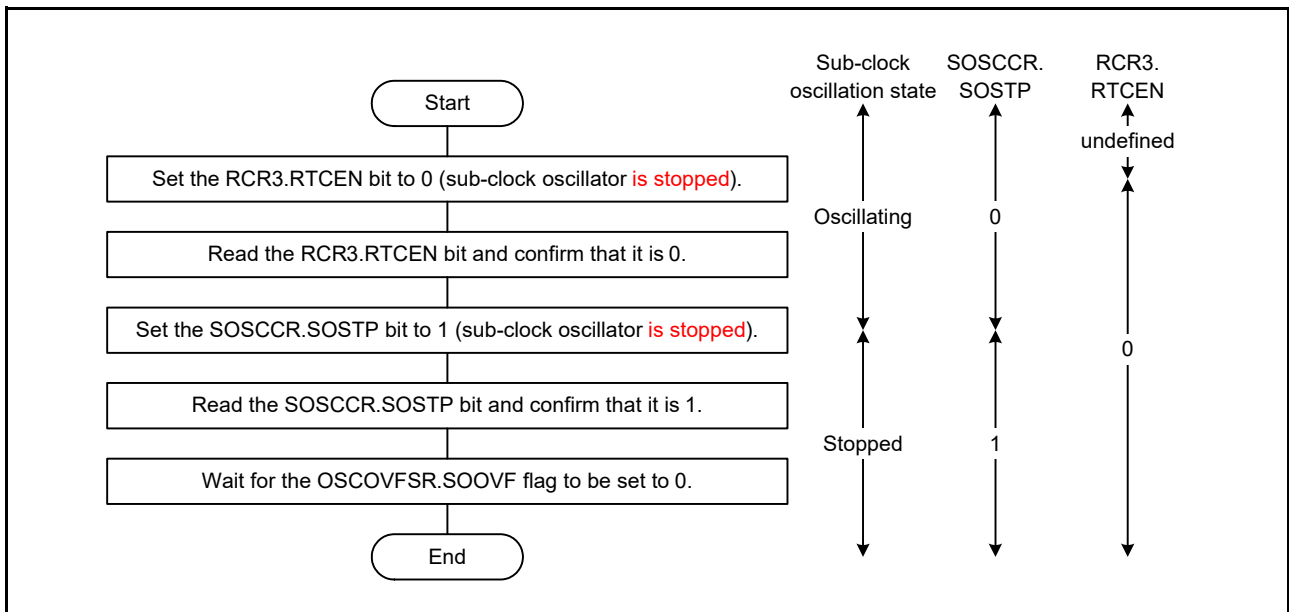 Start
Set the RCR3.RTCEN bit to 0 (sub-clock oscillator is stopped).
Read the RCR3.RTCEN bit and confirm that it is 0.
Set the SOSCCR.SOSTP bit to 1 (sub-clock oscillator is stopped).
Read the SOSCCR.SOSTP bit and confirm that it is 1.
Wait for the OSCOVFSR.SOOVF flag to be set to 0.
End
Sub-clock
oscillation state
Oscillating
Stopped
SOSCCR.
SOSTP
0
1
RCR3.
RTCEN
undefined
0